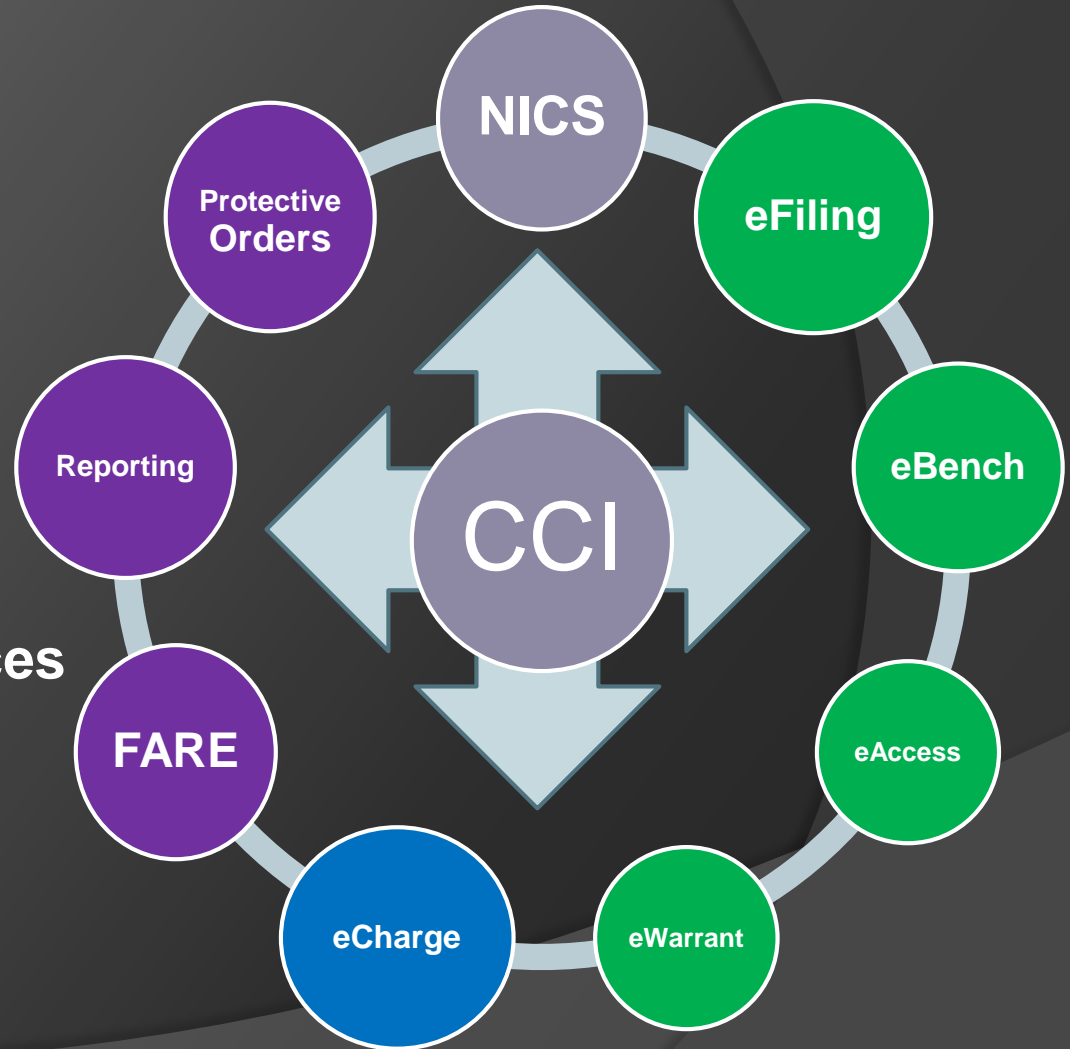 NICS
Protective
Orders
eFiling
Reporting
eBench
CCI
FARE
eAccess
eCharge
eWarrant